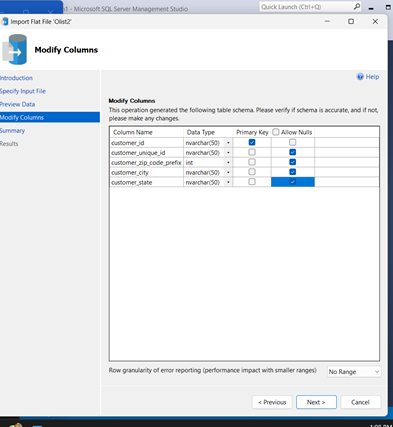 1 - Microsoft SQL Server Management Studio
Quick Launch (Ctrl+Q)
Import Flat File 'Olist2'
Modify Columns
Introduction
Specify Input File
Preview Data
Modify Columns
Summary
Results
Help
Modify Columns
This operation generated the following table schema. Please verify if schema is accurate, and if not,
please make any changes.
Column Name Data Type Primary Key Allow Nulls
customer_id nvarchar(50)
customer_unique_id nvarchar(50)
customer_zip_code_prefix int
customer_city nvarchar(50)
customer_state nvarchar(50)
Row granularity of error reporting (performance impact with smaller ranges) No Range
< Previous Next > Cancel